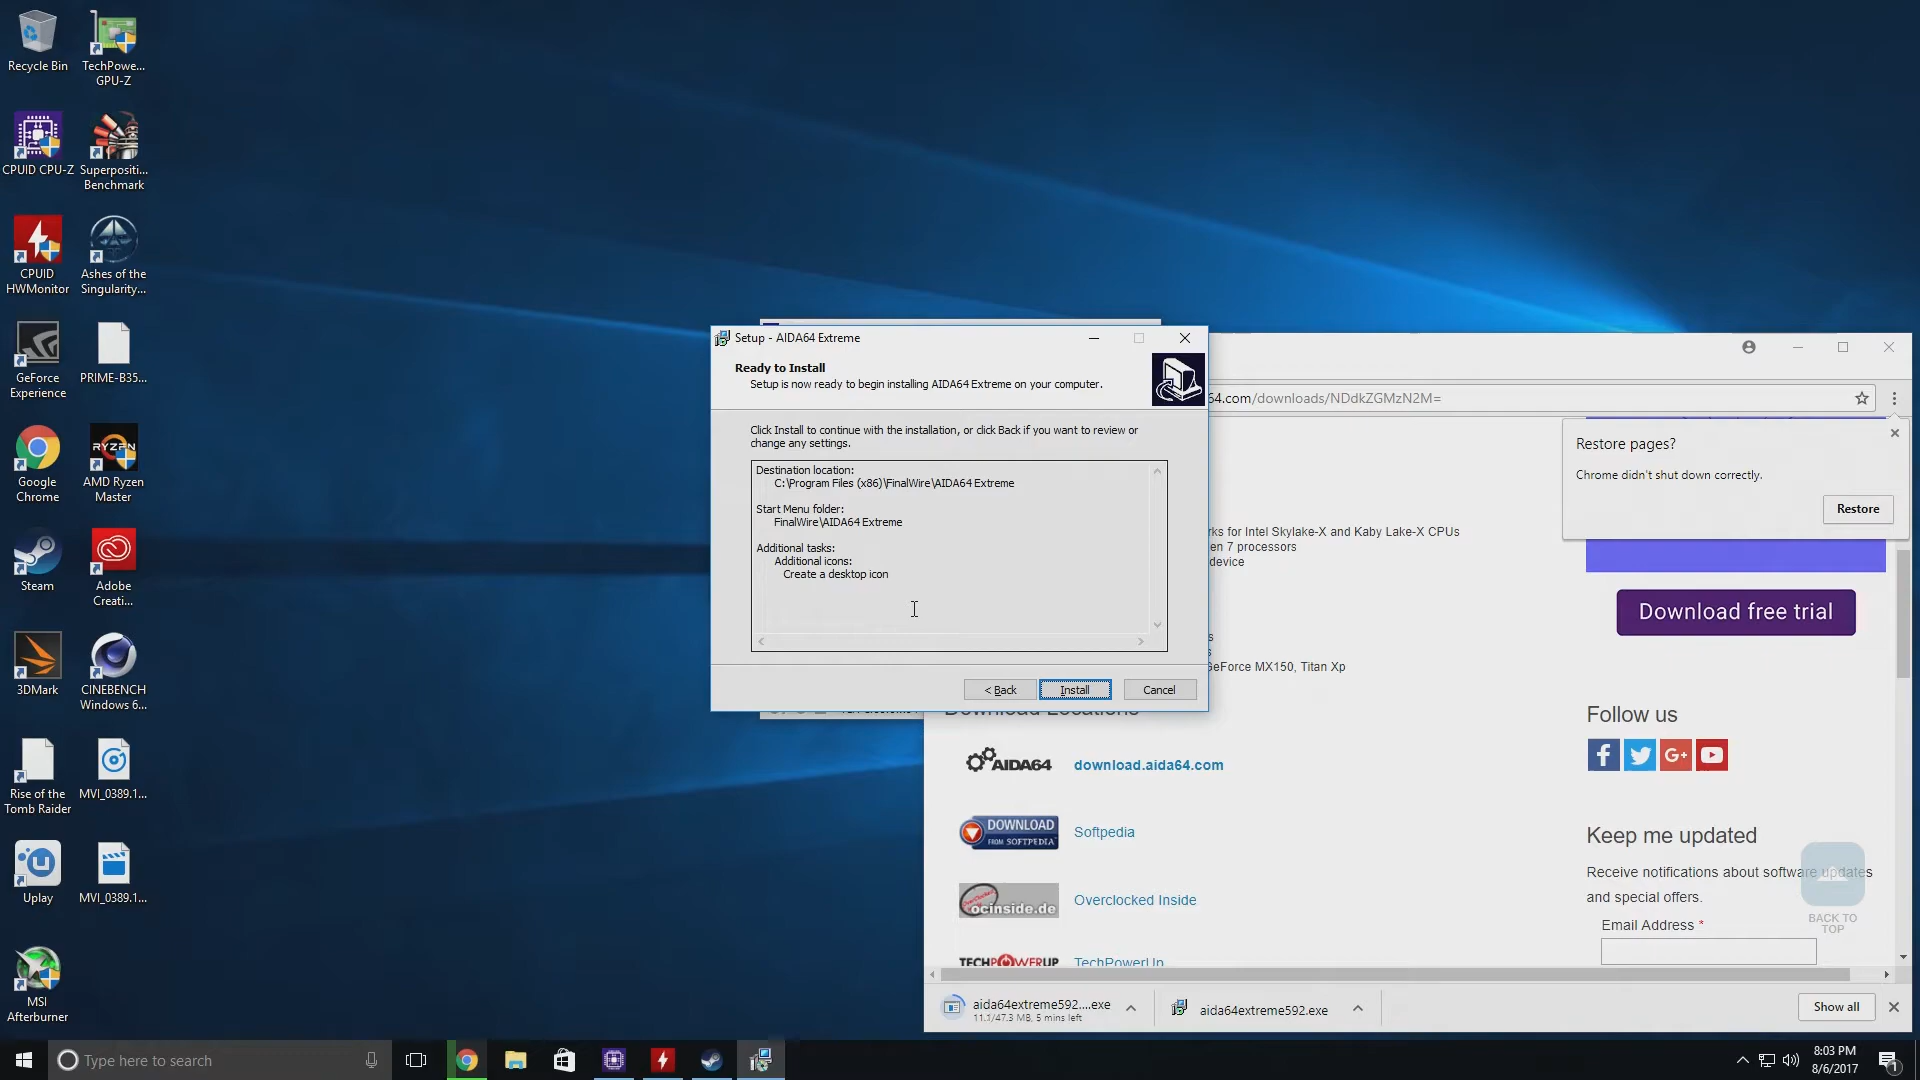 Recycle Bin
TechPowe...
GPU-Z
CPUID CPU-Z
Superpositi...
Benchmark
CPUID
HWMonitor
Ashes of the
Singularity...
GeForce
Experience
PRIME-B35...
Google
Chrome
RYZEN
AMD Ryzen
Master
Steam
Adobe
Creati...
3DMark
CINEBENCH
Windows 6...
Rise of the
Tomb Raider
MVI_0389.1...
Uplay
MVI_0389.1...
MSI
Afterburner
Setup - AIDA64 Extreme
Ready to Install
Setup is now ready to begin installing AIDA64 Extreme on your computer.
Click Install to continue with the installation, or click Back if you want to review or
change any settings.
Destination location:
C:\Program Files (x86)\FinalWire\AIDA64 Extreme
Start Menu folder:
FinalWire\AIDA64 Extreme
Additional tasks:
Additional icons:
Create a desktop icon
< Back
Install
Cancel
64.com/downloads/NDdkZGMzN2M=
Restore pages?
Chrome didn't shut down correctly.
Restore
rks for Intel Skylake-X and Kaby Lake-X CPUs
en 7 processors
device
s
s
GeForce MX150, Titan Xp
Download free trial
Download Locations
AIDA64
download.aida64.com
DOWNLOAD
FROM SOFTPEDIA
Softpedia
ocinside.de
Overclocked Inside
TECHPOWERUP
TechPowerUp
Follow us
G+
Keep me updated
Receive notifications about software updates
and special offers.
Email Address *
BACK TO
TOP
aida64extreme592....exe
11.1/47.3 MB, 5 mins left
aida64extreme592.exe
Show all
Type here to search
8:03 PM
8/6/2017
1